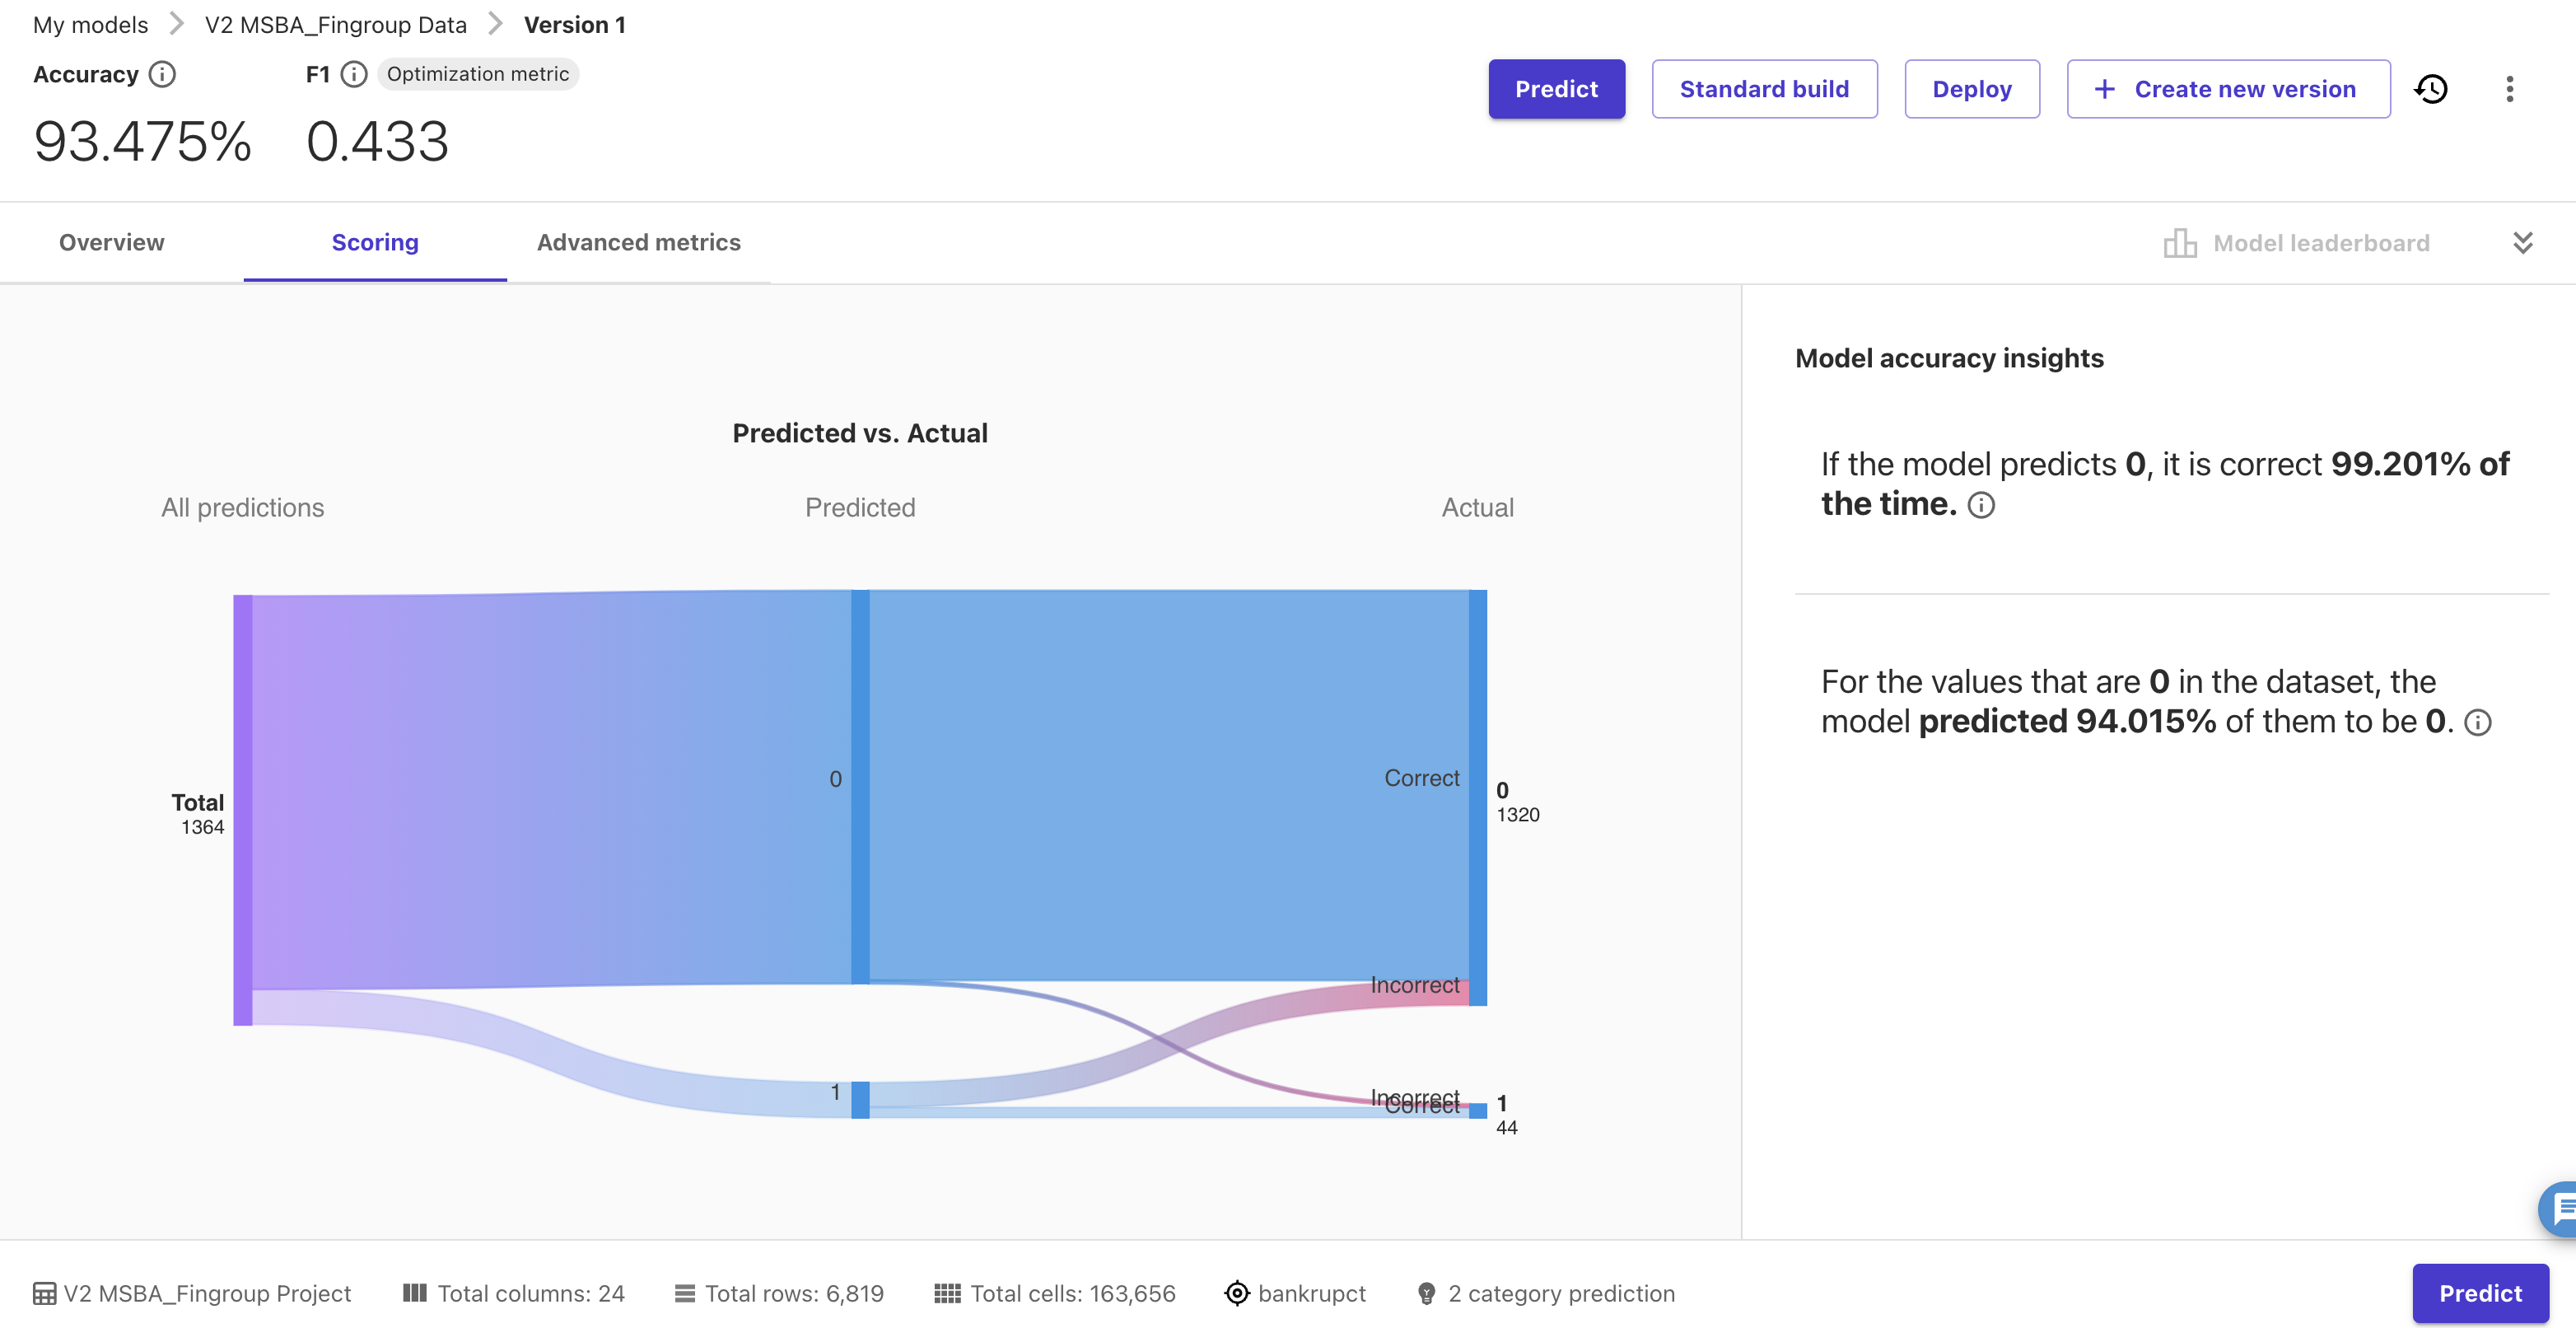 My models > V2 MSBA_Fingroup Data > Version 1
Accuracy
F1 Optimization metric
93.475%
0.433
Predict
Standard build
Deploy
+ Create new version
Overview
Scoring
Advanced metrics
Model leaderboard
Predicted vs. Actual
All predictions
Predicted
Actual
Total
1364
0
Correct
0
1320
Incorrect
1
Incorrect
Correct
1
44
Model accuracy insights
If the model predicts 0, it is correct 99.201% of
the time.
For the values that are 0 in the dataset, the
model predicted 94.015% of them to be 0.
V2 MSBA_Fingroup Project
Total columns: 24
Total rows: 6,819
Total cells: 163,656
bankrupct
2 category prediction
Predict